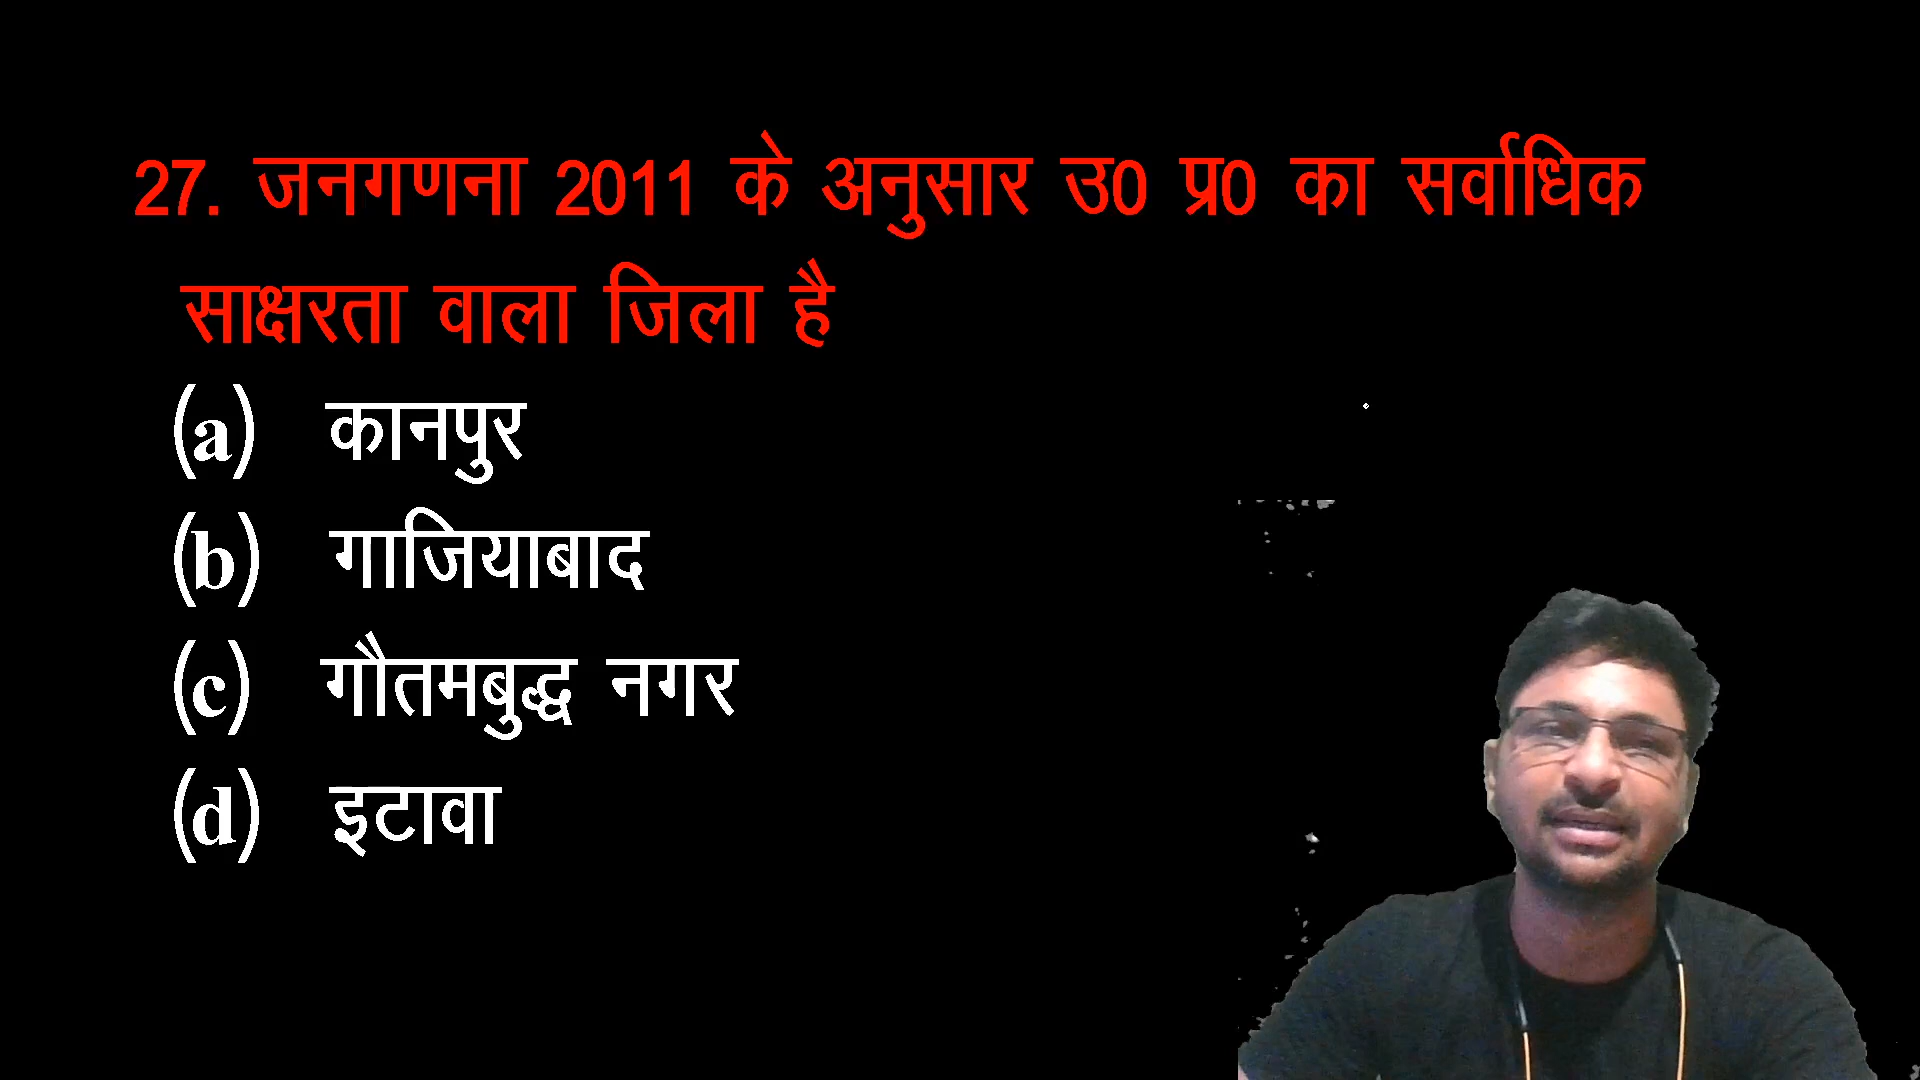 27. जनगणना 2011 के अनुसार उ0 प्र0 का सर्वाधिक
साक्षरता वाला जिला है
(a) कानपुर
(b) गाजियाबाद
(c) गौतमबुद्ध नगर
(d) इटावा